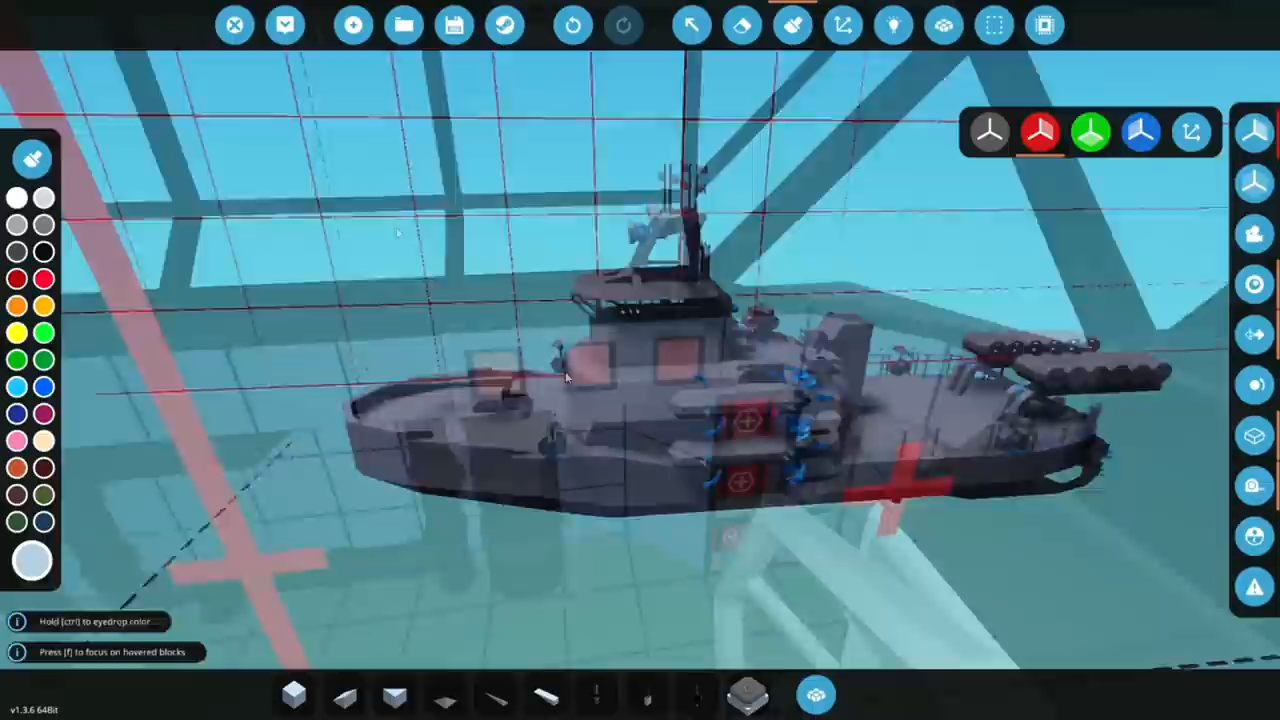 Hold [ctrl] to eyedrop color
Press [f] to focus on hovered blocks
v1.3.6 64Bit